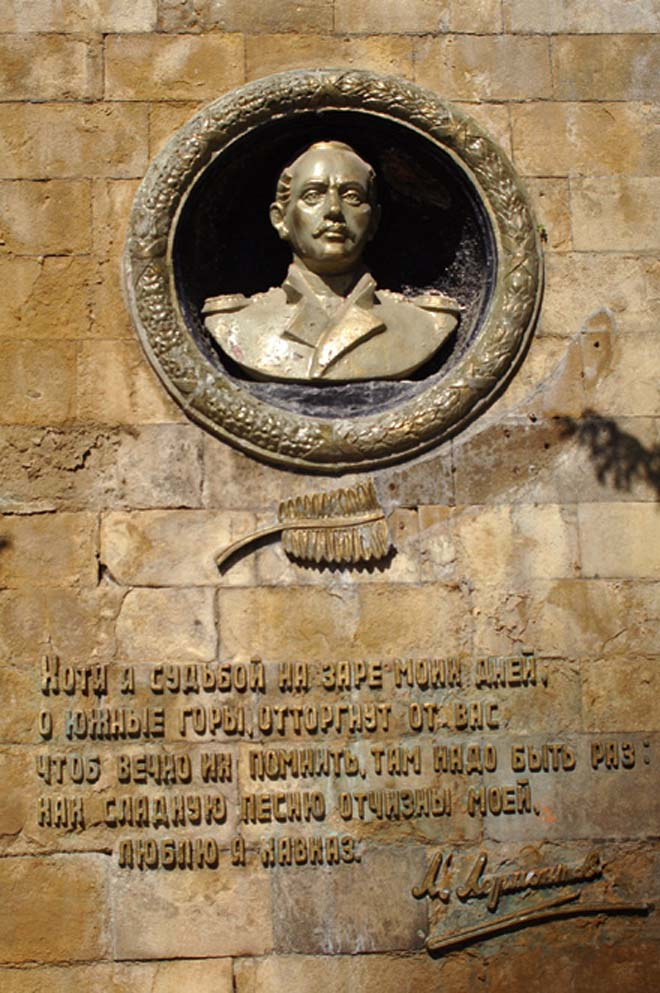 ХОТЯ Я СУДЬБОЙ НА ЗАРЕ МОИХ ДНЕЙ,
О ЮЖНЫЕ ГОРЫ, ОТТОРГНУТ ОТ ВАС
ЧТОБ ВЕЧНО ИХ ПОМНИТЬ, ТАМ НАДО БЫТЬ РАЗ:
КАК СЛАДКУЮ ПЕСНЮ ОТЧИЗНЫ МОЕЙ,
ЛЮБЛЮ Я КАВКАЗ.
М. Лермонтов